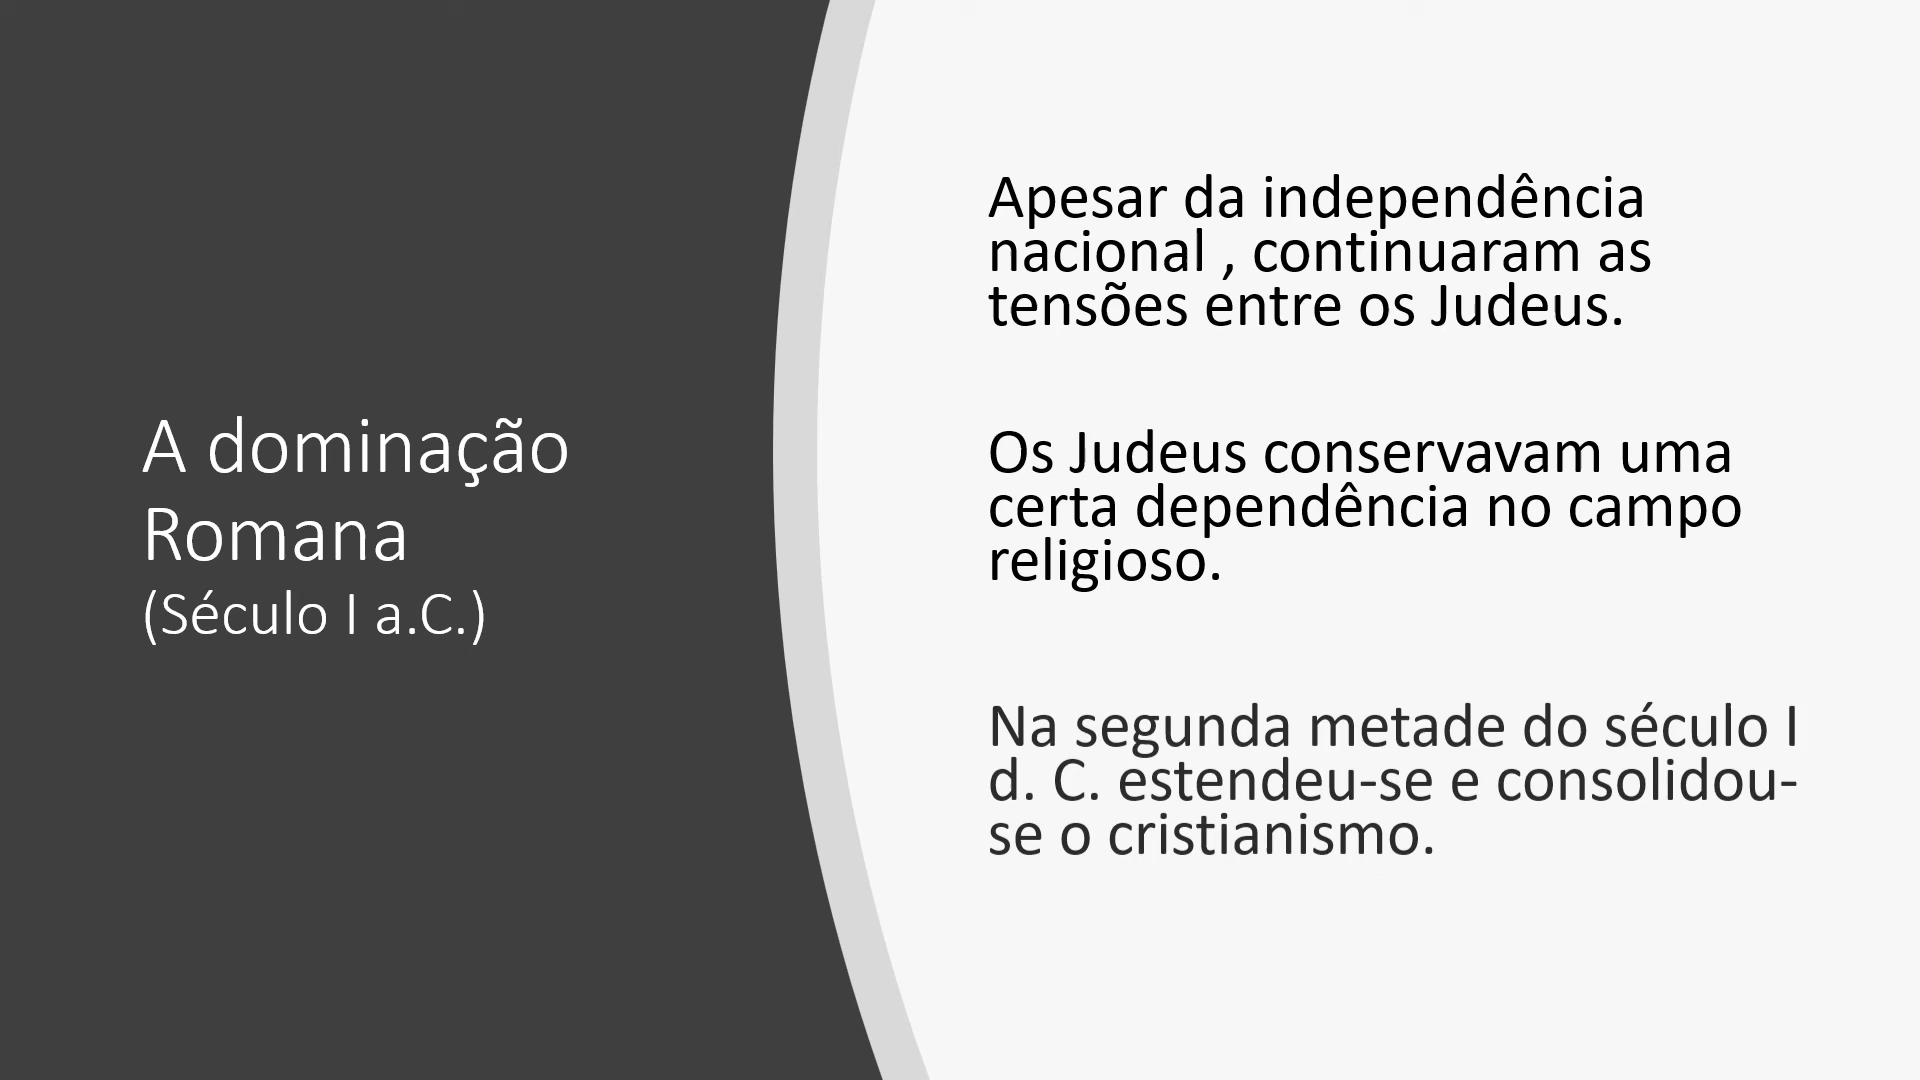 A dominação
Romana
(Século I a.C.)
Apesar da independência
nacional , continuaram as
tensões entre os Judeus.
Os Judeus conservavam uma
certa dependência no campo
religioso.
Na segunda metade do século I
d. C. estendeu-se e consolidou-
se o cristianismo.